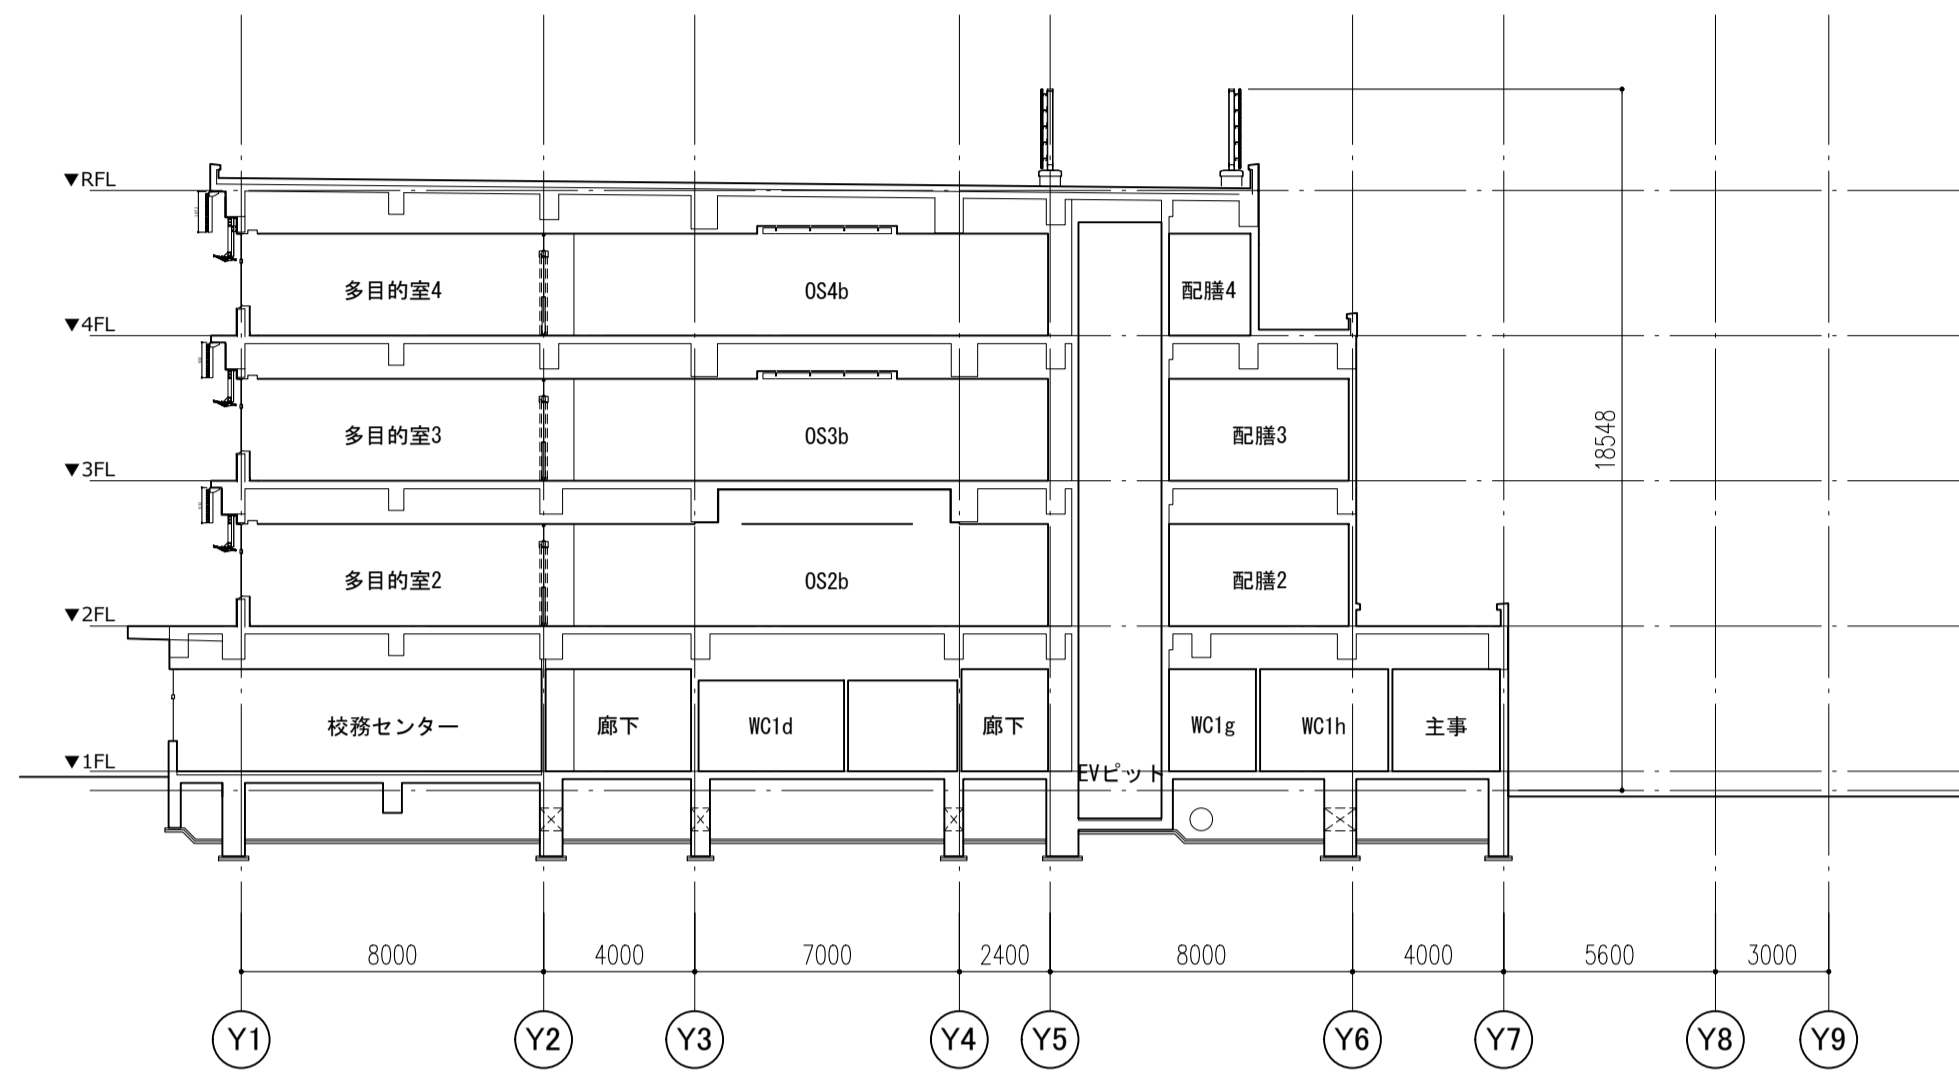 ▼RFL
多目的室4
OS4b
配膳4
▼4FL
多目的室3
OS3b
配膳3
18548
▼3FL
多目的室2
OS2b
配膳2
▼2FL
校務センター
廊下
WC1d
廊下
WC1g
WC1h
主事
▼1FL
EVピット
8000
4000
7000
2400
8000
4000
5600
3000
Y1
Y2
Y3
Y4
Y5
Y6
Y7
Y8
Y9